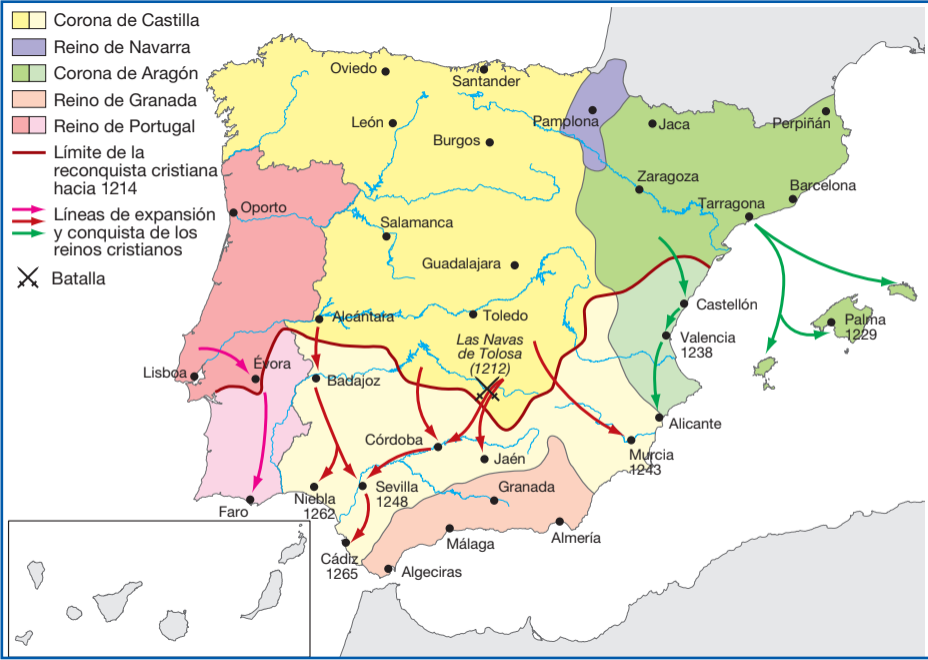 Corona de Castilla
Reino de Navarra
Corona de Aragón
Reino de Granada
Reino de Portugal
Límite de la
reconquista cristiana
hacia 1214
Líneas de expansión
y conquista de los
reinos cristianos
Batalla
Oviedo
Santander
León
Burgos
Pamplona
Jaca
Perpiñán
Zaragoza
Barcelona
Tarragona
Oporto
Salamanca
Guadalajara
Castellón
Alcántara
Toledo
Palma
1229
Las Navas
de Tolosa
(1212)
Valencia
1238
Lisboa
Évora
Badajoz
Alicante
Córdoba
Jaén
Murcia
1243
Niebla
1262
Sevilla
1248
Granada
Faro
Almería
Málaga
Cádiz
1265
Algeciras